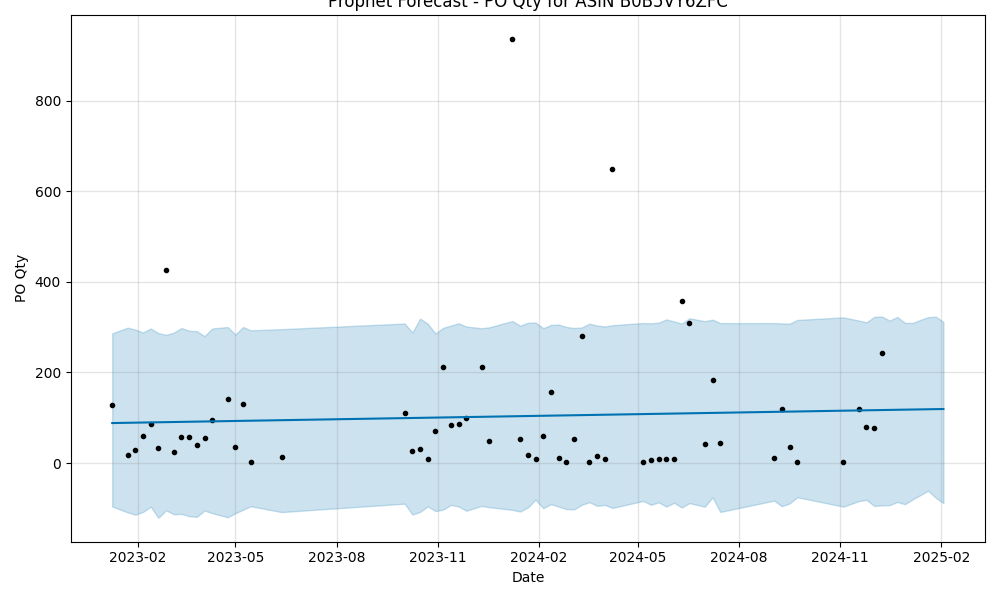 Prophet Forecast - PO Qty for ASIN B0B5VY6ZFC
800
600
400
200
0
PO Qty
2023-02 2023-05 2023-08 2023-11 2024-02 2024-05 2024-08 2024-11 2025-02
Date